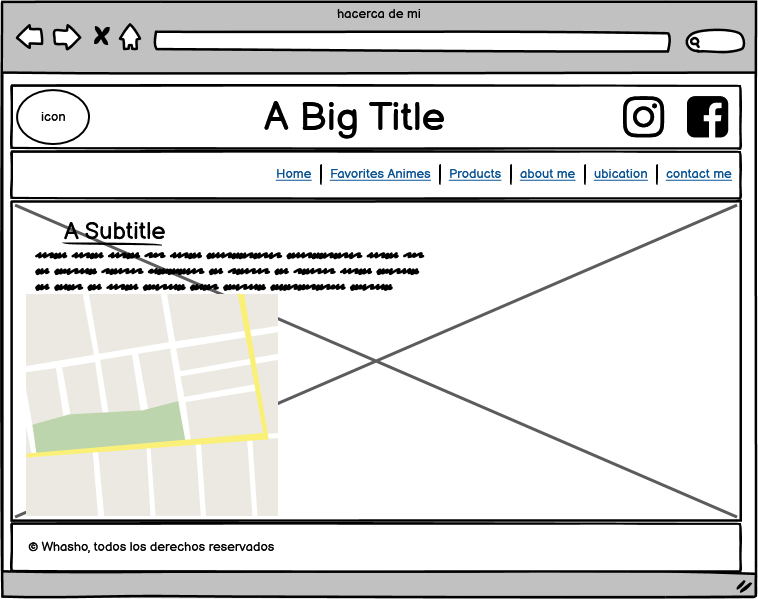 hacerca de mi
icon
A Big Title
Home | Favorites Animes | Products | about me | ubication | contact me
A Subtitle
© Whasho, todos los derechos reservados